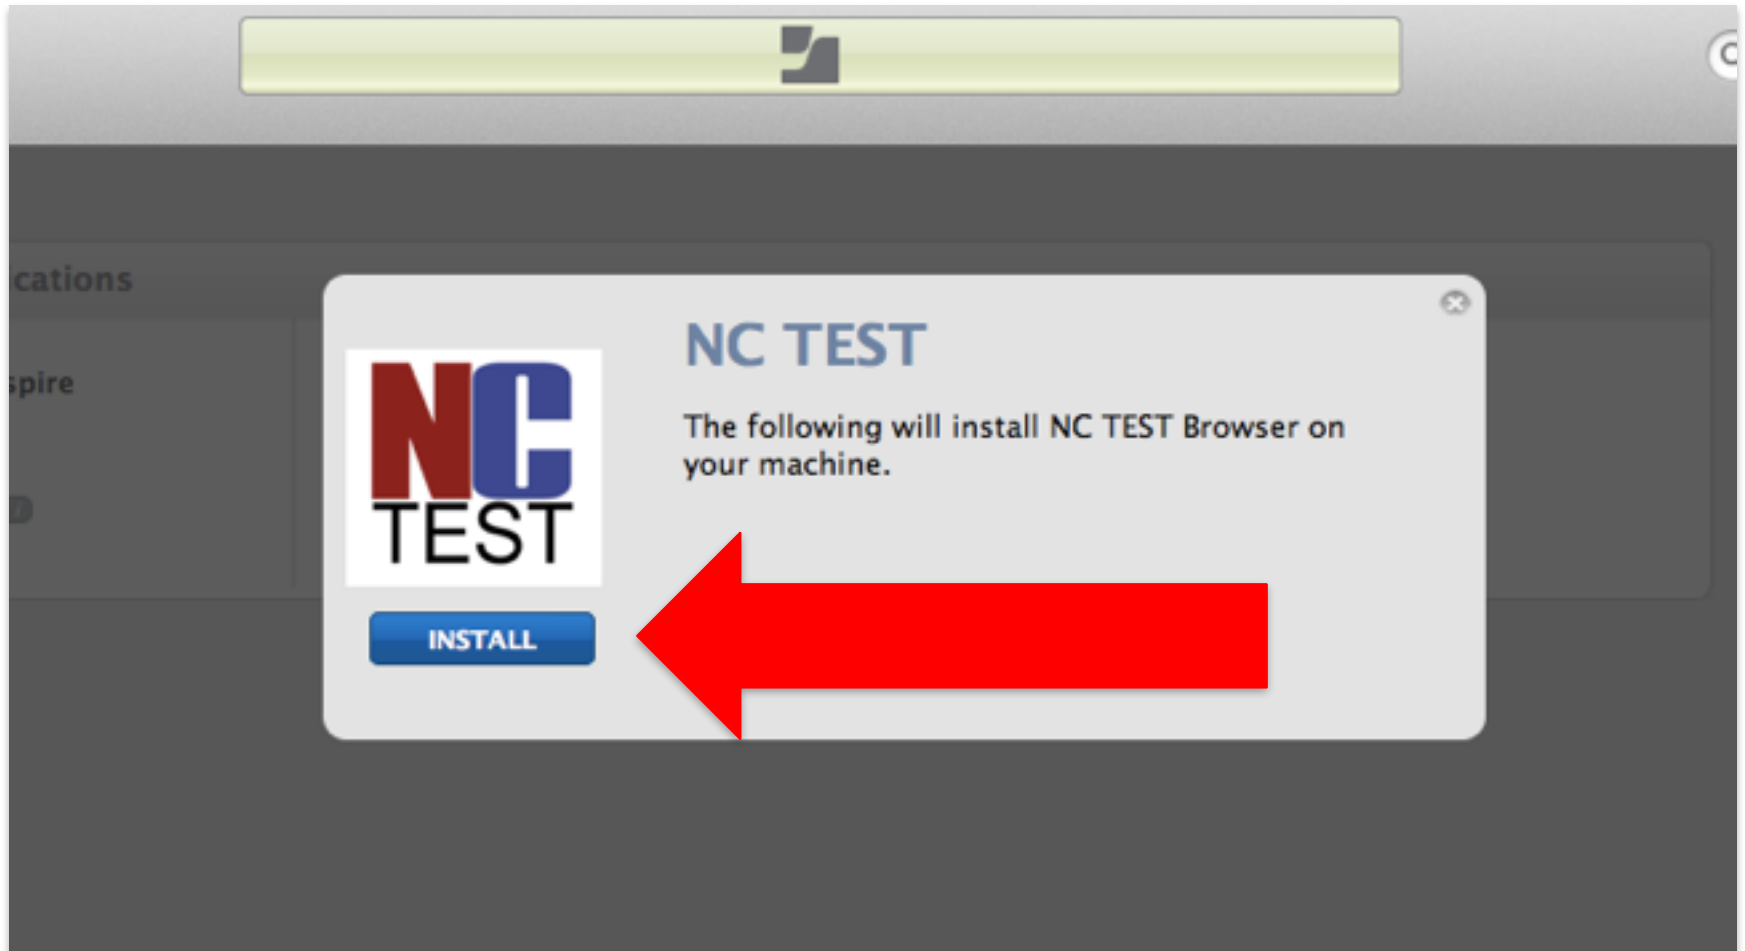 cations
spire
NC TEST
The following will install NC TEST Browser on
your machine.
NC
TEST
INSTALL